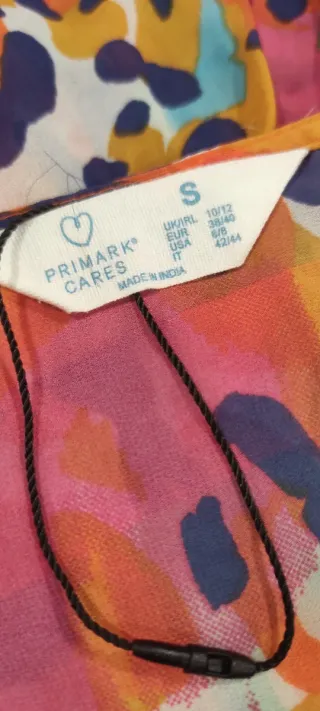 S
PRIMARK®
CARES
UK/IRL 10/12
EUR 38/40
USA 6/8
IT 42/44
MADE IN INDIA